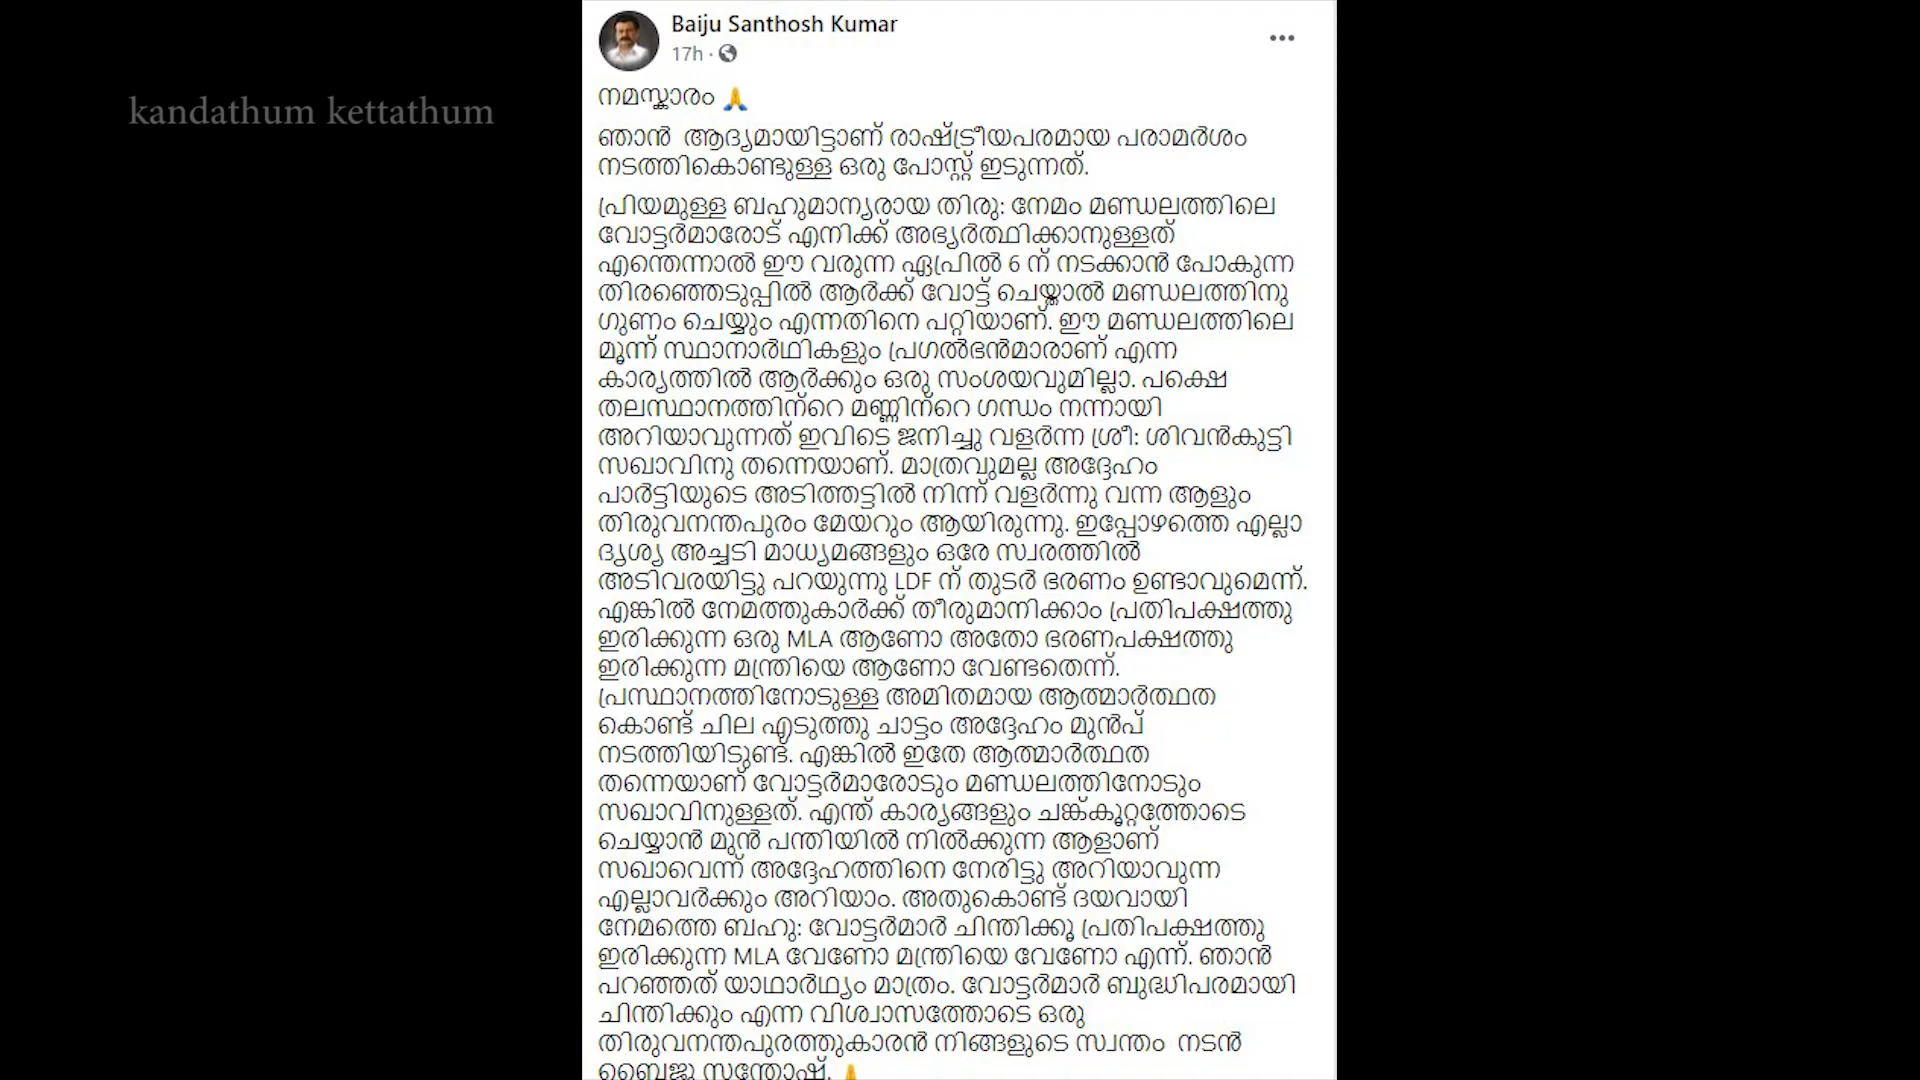 kandathum kettathum
Baiju Santhosh Kumar
17h ·
നമസ്കാരം 🙏
ഞാൻ ആദ്യമായിട്ടാണ് രാഷ്ട്രീയപരമായ പരാമർശം
നടത്തികൊണ്ടുള്ള ഒരു പോസ്റ്റ് ഇടുന്നത്.
പ്രിയമുള്ള ബഹുമാന്യരായ തിരു: നേമം മണ്ഡലത്തിലെ
വോട്ടർമാരോട് എനിക്ക് അഭ്യർത്ഥിക്കാനുള്ളത്
എന്തെന്നാൽ ഈ വരുന്ന ഏപ്രിൽ 6 ന് നടക്കാൻ പോകുന്ന
തിരഞ്ഞെടുപ്പിൽ ആർക്ക് വോട്ട് ചെയ്താൽ മണ്ഡലത്തിനു
ഗുണം ചെയ്യും എന്നതിനെ പറ്റിയാണ്. ഈ മണ്ഡലത്തിലെ
മൂന്ന് സ്ഥാനാർഥികളും പ്രഗൽഭൻമാരാണ് എന്ന
കാര്യത്തിൽ ആർക്കും ഒരു സംശയവുമില്ലാ. പക്ഷെ
തലസ്ഥാനത്തിന്റെ മണ്ണിന്റെ ഗന്ധം നന്നായി
അറിയാവുന്നത് ഇവിടെ ജനിച്ചു വളർന്ന ശ്രീ: ശിവൻകുട്ടി
സഖാവിനു തന്നെയാണ്. മാത്രവുമല്ല അദ്ദേഹം
പാർട്ടിയുടെ അടിത്തട്ടിൽ നിന്ന് വളർന്നു വന്ന ആളും
തിരുവനന്തപുരം മേയറും ആയിരുന്നു. ഇപ്പോഴത്തെ എല്ലാ
ദൃശ്യ അച്ചടി മാധ്യമങ്ങളും ഒരേ സ്വരത്തിൽ
അടിവരയിട്ടു പറയുന്നു LDF ന് തുടർ ഭരണം ഉണ്ടാവുമെന്ന്.
എങ്കിൽ നേമത്തുകാർക്ക് തീരുമാനിക്കാം പ്രതിപക്ഷത്തു
ഇരിക്കുന്ന ഒരു MLA ആണോ അതോ ഭരണപക്ഷത്തു
ഇരിക്കുന്ന മന്ത്രിയെ ആണോ വേണ്ടതെന്ന്.
പ്രസ്ഥാനത്തിനോടുള്ള അമിതമായ ആത്മാർത്ഥത
കൊണ്ട് ചില എടുത്തു ചാട്ടം അദ്ദേഹം മുൻപ്
നടത്തിയിടുണ്ട്. എങ്കിൽ ഇതേ ആത്മാർത്ഥത
തന്നെയാണ് വോട്ടർമാരോടും മണ്ഡലത്തിനോടും
സഖാവിനുള്ളത്. എന്ത് കാര്യങ്ങളും ചങ്ക്കൂറ്റത്തോടെ
ചെയ്യാൻ മുൻ പന്തിയിൽ നിൽക്കുന്ന ആളാണ്
സഖാവെന്ന് അദ്ദേഹത്തിനെ നേരിട്ടു അറിയാവുന്ന
എല്ലാവർക്കും അറിയാം. അതുകൊണ്ട് ദയവായി
നേമത്തെ ബഹു: വോട്ടർമാർ ചിന്തിക്കൂ പ്രതിപക്ഷത്തു
ഇരിക്കുന്ന MLA വേണോ മന്ത്രിയെ വേണോ എന്ന്. ഞാൻ
പറഞ്ഞത് യാഥാർഥ്യം മാത്രം. വോട്ടർമാർ ബുദ്ധിപരമായി
ചിന്തിക്കും എന്ന വിശ്വാസത്തോടെ ഒരു
തിരുവനന്തപുരത്തുകാരൻ നിങ്ങളുടെ സ്വന്തം നടൻ
ബൈജു സന്തോഷ്. 🙏